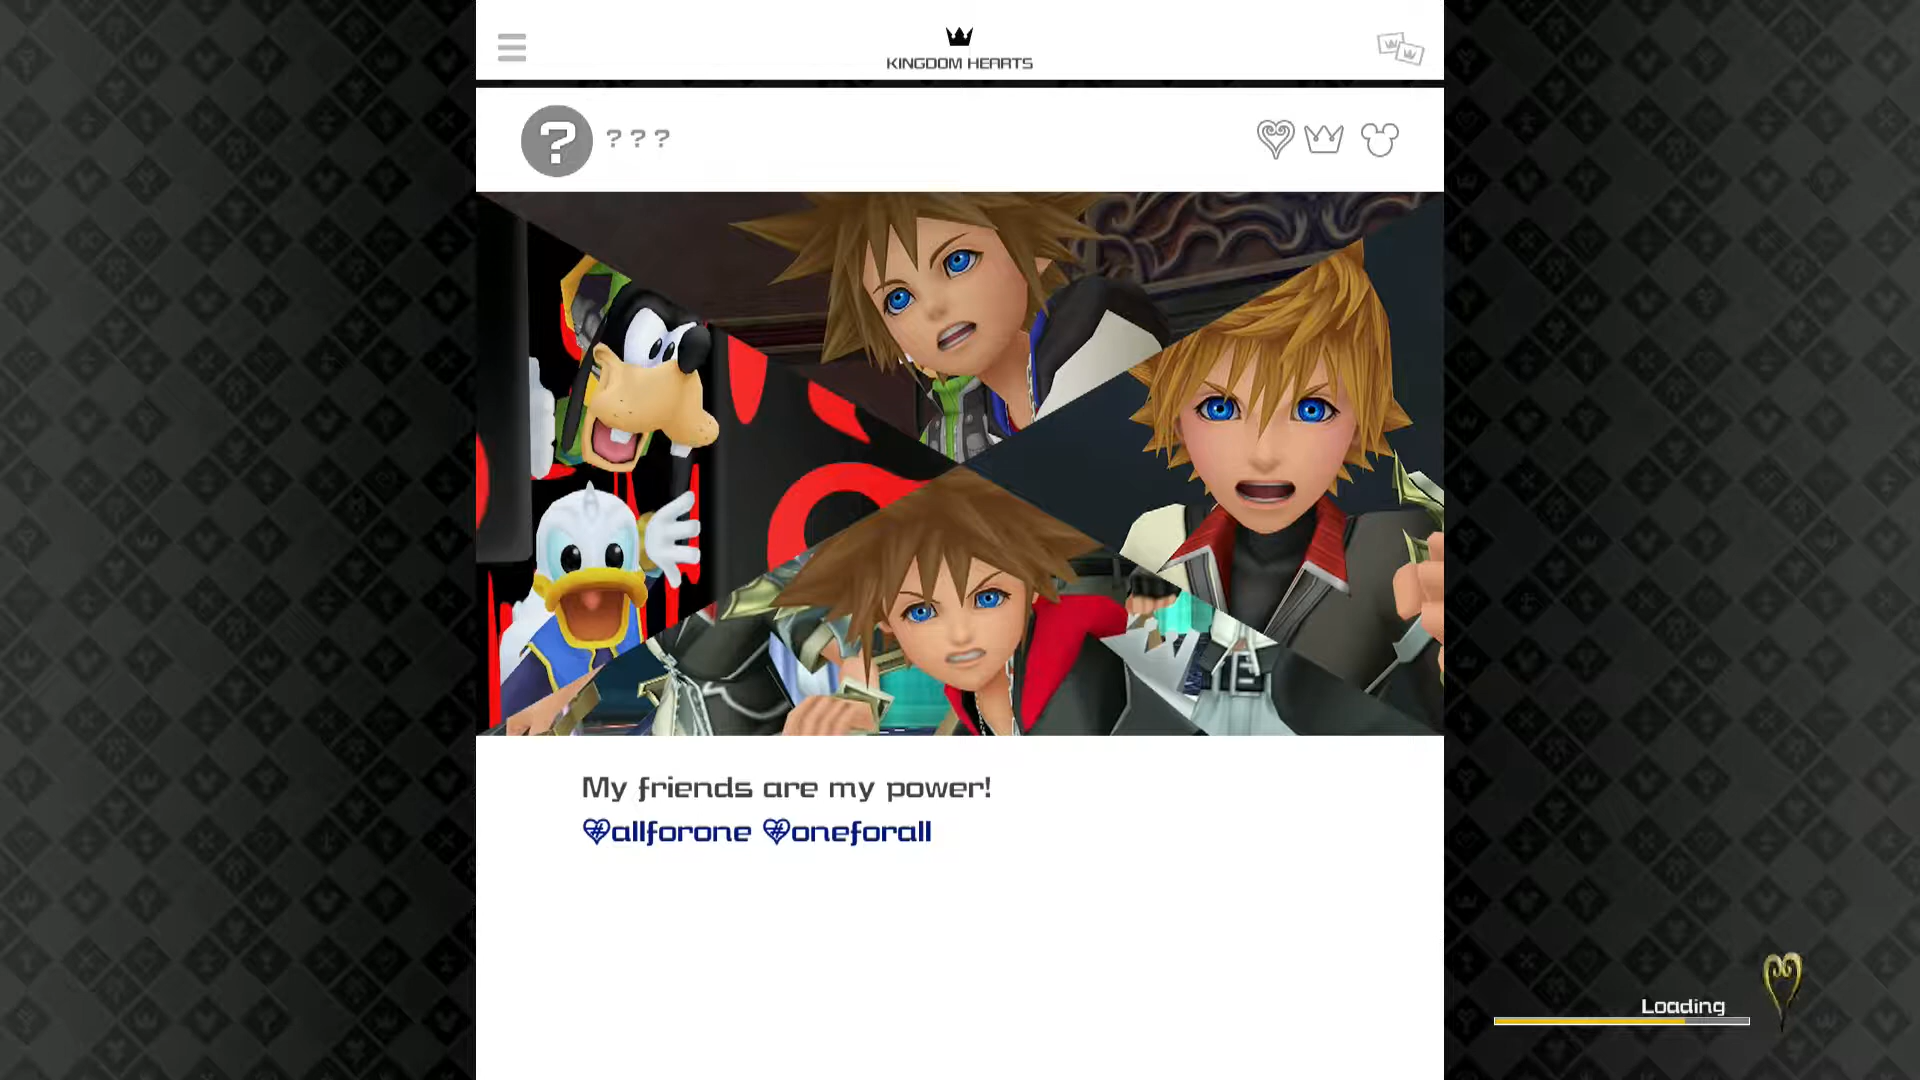 KINGDOM HEARTS
?
? ? ?
My friends are my power!
#allforone #oneforall
Loading